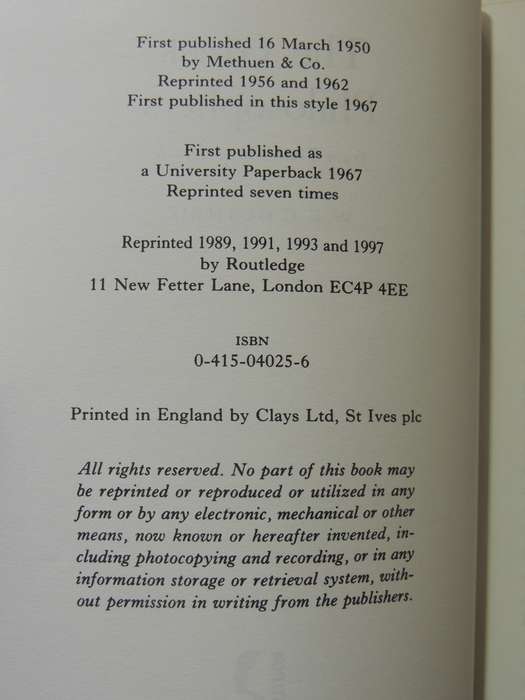 First published 16 March 1950
by Methuen & Co.
Reprinted 1956 and 1962
First published in this style 1967
First published as
a University Paperback 1967
Reprinted seven times
Reprinted 1989, 1991, 1993 and 1997
by Routledge
11 New Fetter Lane, London EC4P 4EE
ISBN
0-415-04025-6
Printed in England by Clays Ltd, St Ives plc
All rights reserved. No part of this book may
be reprinted or reproduced or utilized in any
form or by any electronic, mechanical or other
means, now known or hereafter invented, in-
cluding photocopying and recording, or in any
information storage or retrieval system, with-
out permission in writing from the publishers.